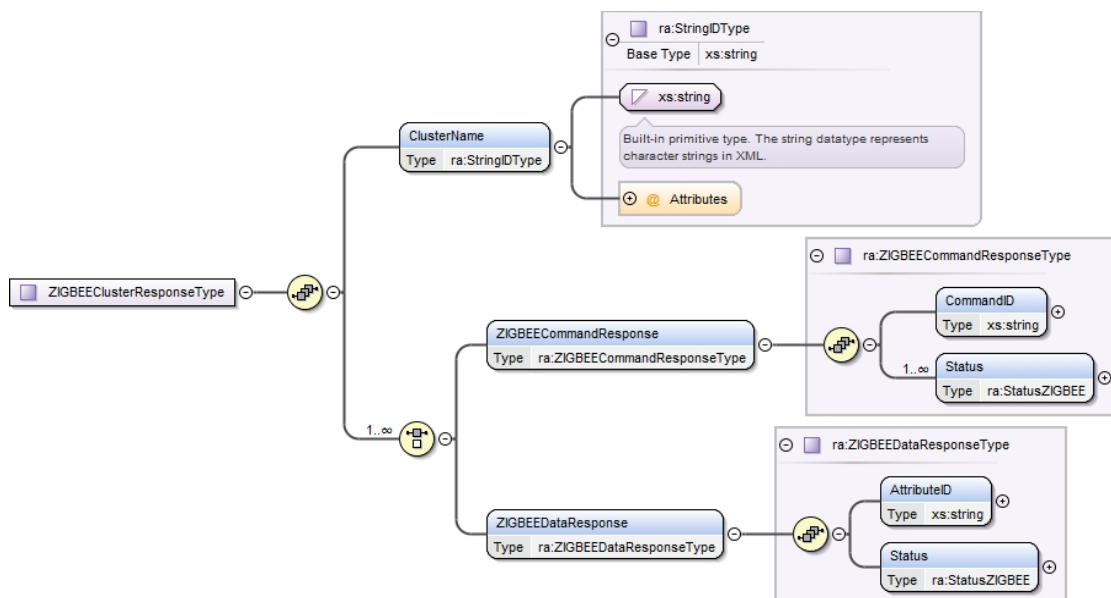 ra:StringIDType
Base Type xs:string
xs:string
Built-in primitive type. The string datatype represents
character strings in XML.
@ Attributes
ClusterName
Type ra:StringIDType
ZIGBEEClusterResponseType
ra:ZIGBEECommandResponseType
CommandID
Type xs:string
1..∞
Status
Type ra:StatusZIGBEE
ZIGBEECommandResponse
Type ra:ZIGBEECommandResponseType
1..∞
ra:ZIGBEEDataResponseType
AttributeID
Type xs:string
Status
Type ra:StatusZIGBEE
ZIGBEEDataResponse
Type ra:ZIGBEEDataResponseType